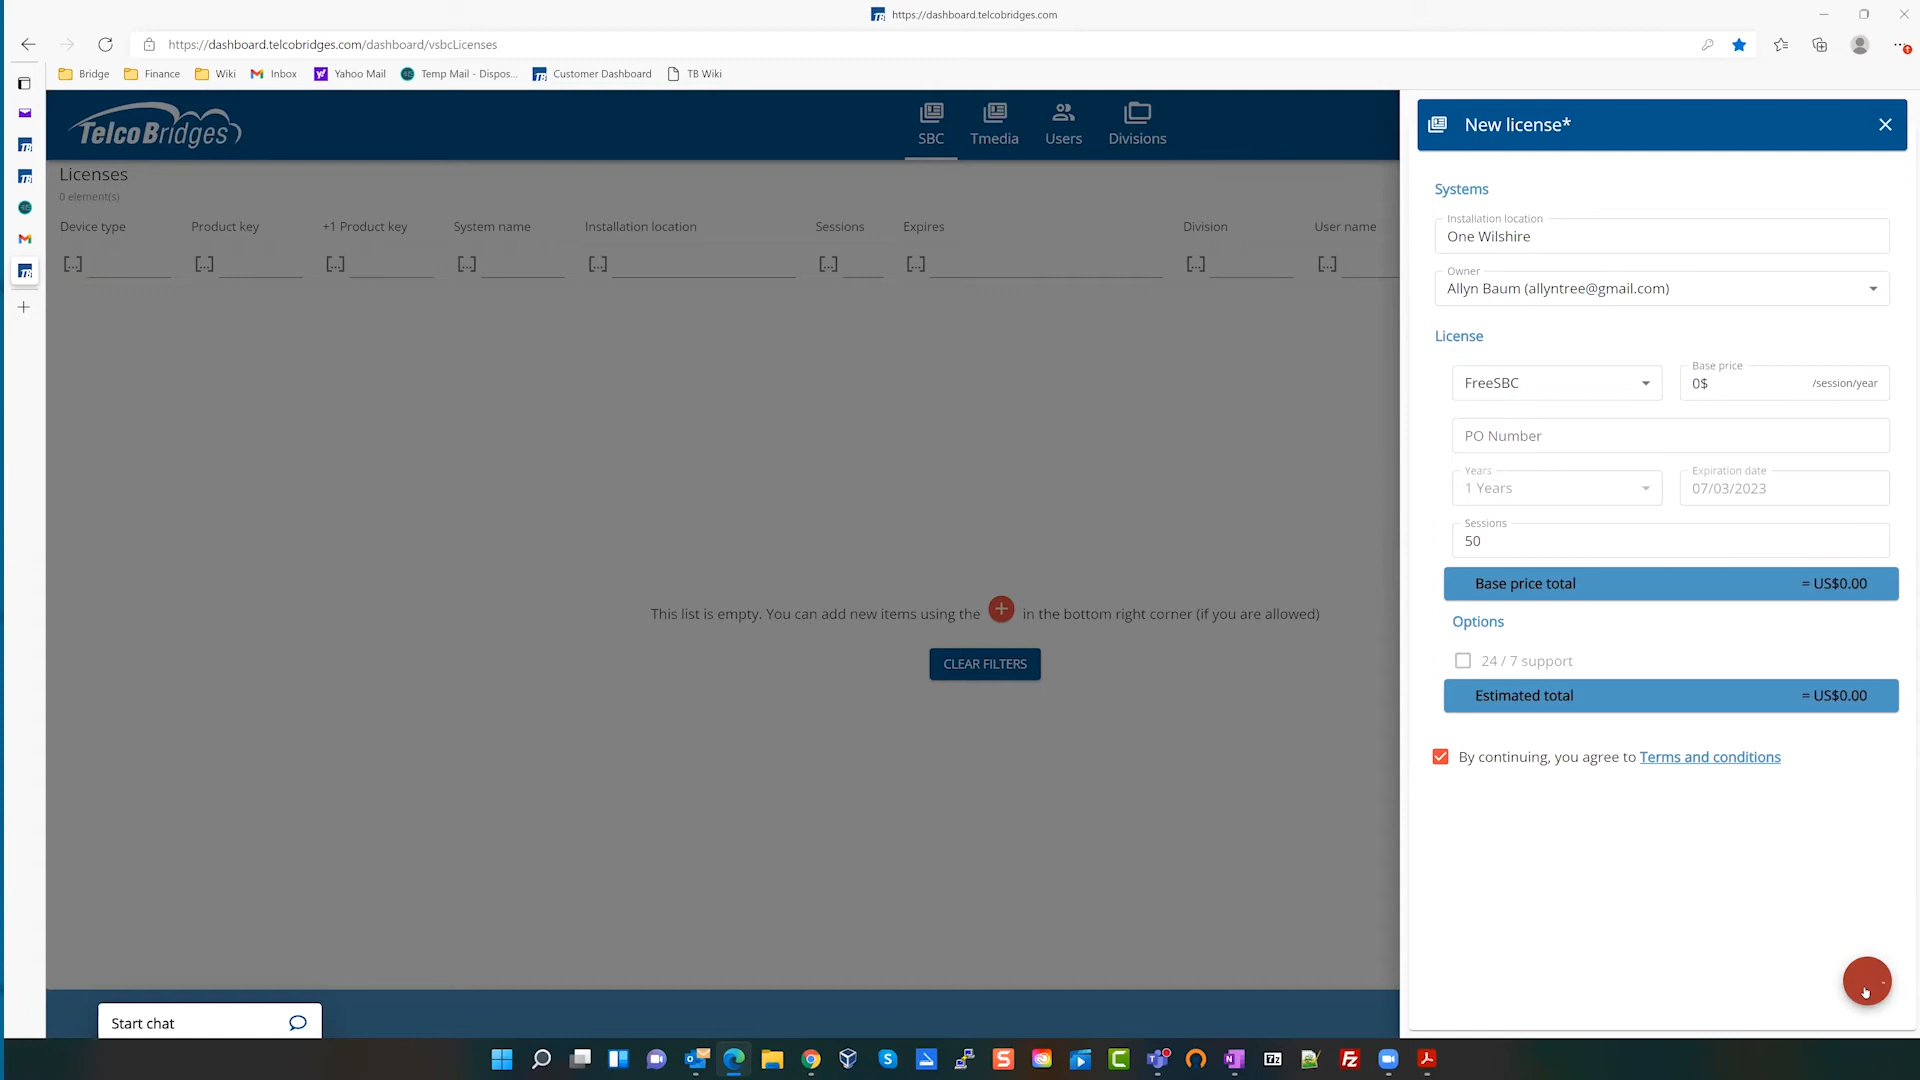 https://dashboard.telcobridges.com
https://dashboard.telcobridges.com/dashboard/vsbcLicenses
Bridge Finance Wiki Inbox Yahoo Mail Temp Mail - Dispos... Customer Dashboard TB Wiki
TelcoBridges
SBC Tmedia Users Divisions
New license*
Licenses
0 element(s)
Device type Product key +1 Product key System name Installation location Sessions Expires Division User name
[...] [...] [...] [...] [...] [...] [...] [...] [...]
This list is empty. You can add new items using the + in the bottom right corner (if you are allowed)
CLEAR FILTERS
Systems
Installation location
One Wilshire
Owner
Allyn Baum (allyntree@gmail.com)
License
FreeSBC
Base price
0$ /session/year
PO Number
Years
1 Years
Expiration date
07/03/2023
Sessions
50
Base price total = US$0.00
Options
24 / 7 support
Estimated total = US$0.00
By continuing, you agree to Terms and conditions
Start chat